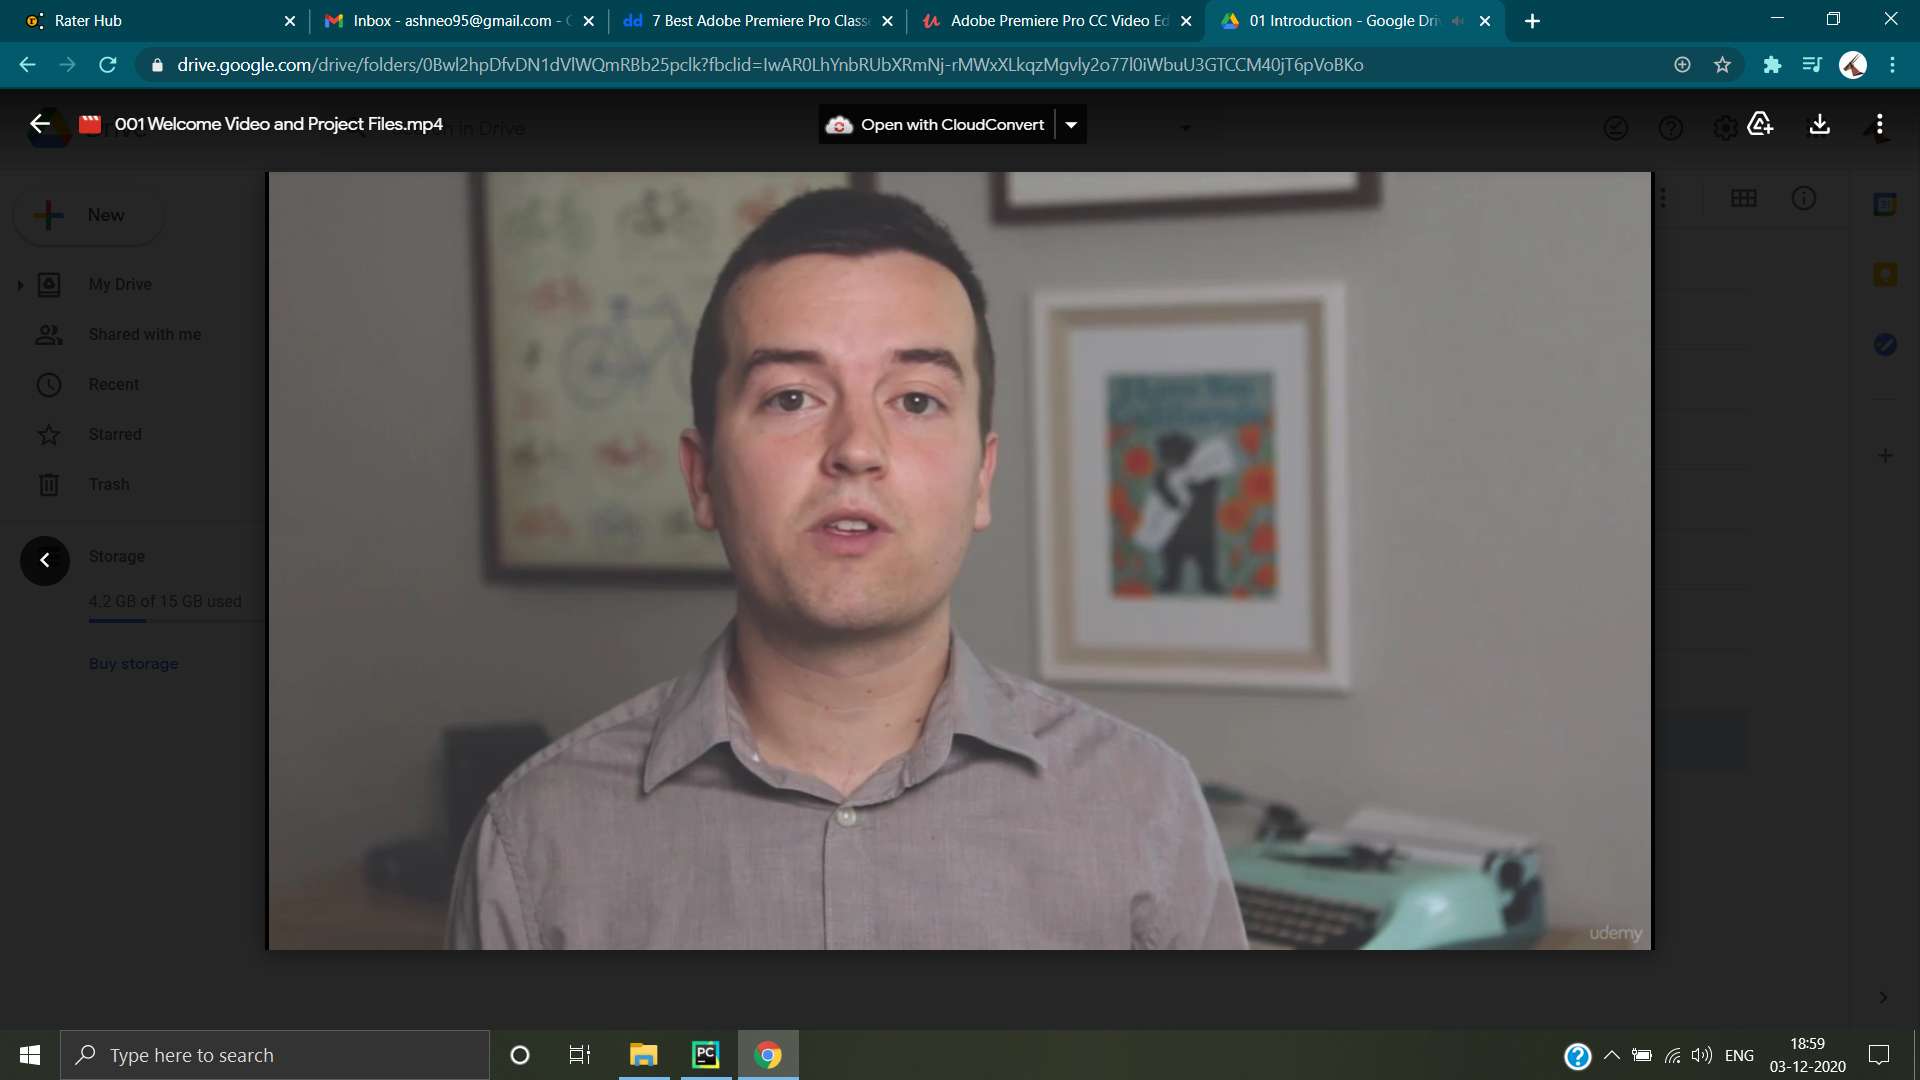 Rater Hub
Inbox - ashneo95@gmail.com -
7 Best Adobe Premiere Pro Classe
Adobe Premiere Pro CC Video Ed
01 Introduction - Google Dri
drive.google.com/drive/folders/0Bwl2hpDfvDN1dVlWQmRBb25pclk?fbclid=IwAR0LhYnbRUbXRmNj-rMWxXLkqzMgvly2o77l0iWbuU3GTCCM40jT6pVoBKo
001 Welcome Video and Project Files.mp4
in Drive
Open with CloudConvert
New
My Drive
Shared with me
Recent
Starred
Trash
Storage
4.2 GB of 15 GB used
Buy storage
udemy
Type here to search
PC
ENG
18:59
03-12-2020